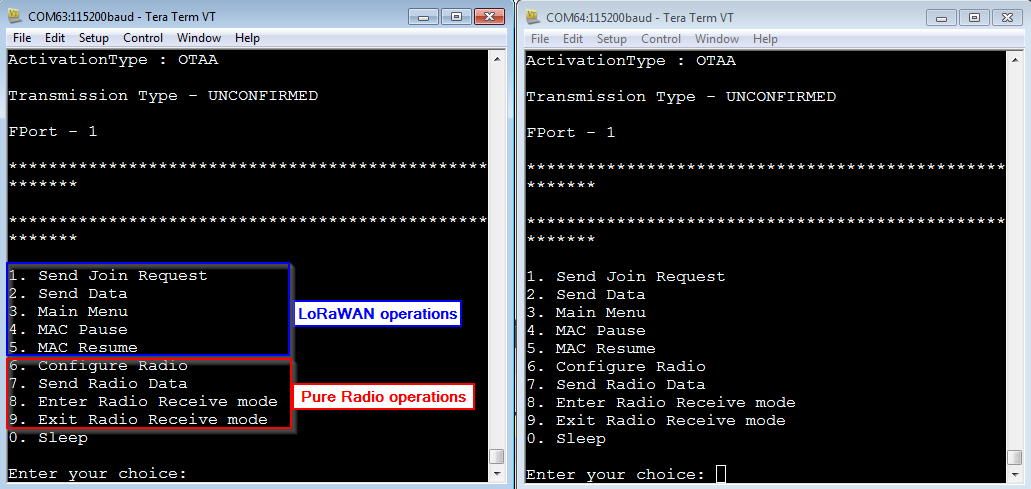 COM63:115200baud - Tera Term VT
File Edit Setup Control Window Help
ActivationType : OTAA
Transmission Type - UNCONFIRMED
FPort - 1
************************************************
*******
************************************************
*******
1. Send Join Request
2. Send Data
3. Main Menu
4. MAC Pause
5. MAC Resume
LoRaWAN operations
6. Configure Radio
7. Send Radio Data
8. Enter Radio Receive mode
9. Exit Radio Receive mode
Pure Radio operations
0. Sleep
Enter your choice:
COM64:115200baud - Tera Term VT
File Edit Setup Control Window Help
ActivationType : OTAA
Transmission Type - UNCONFIRMED
FPort - 1
************************************************
*******
************************************************
*******
1. Send Join Request
2. Send Data
3. Main Menu
4. MAC Pause
5. MAC Resume
6. Configure Radio
7. Send Radio Data
8. Enter Radio Receive mode
9. Exit Radio Receive mode
0. Sleep
Enter your choice: